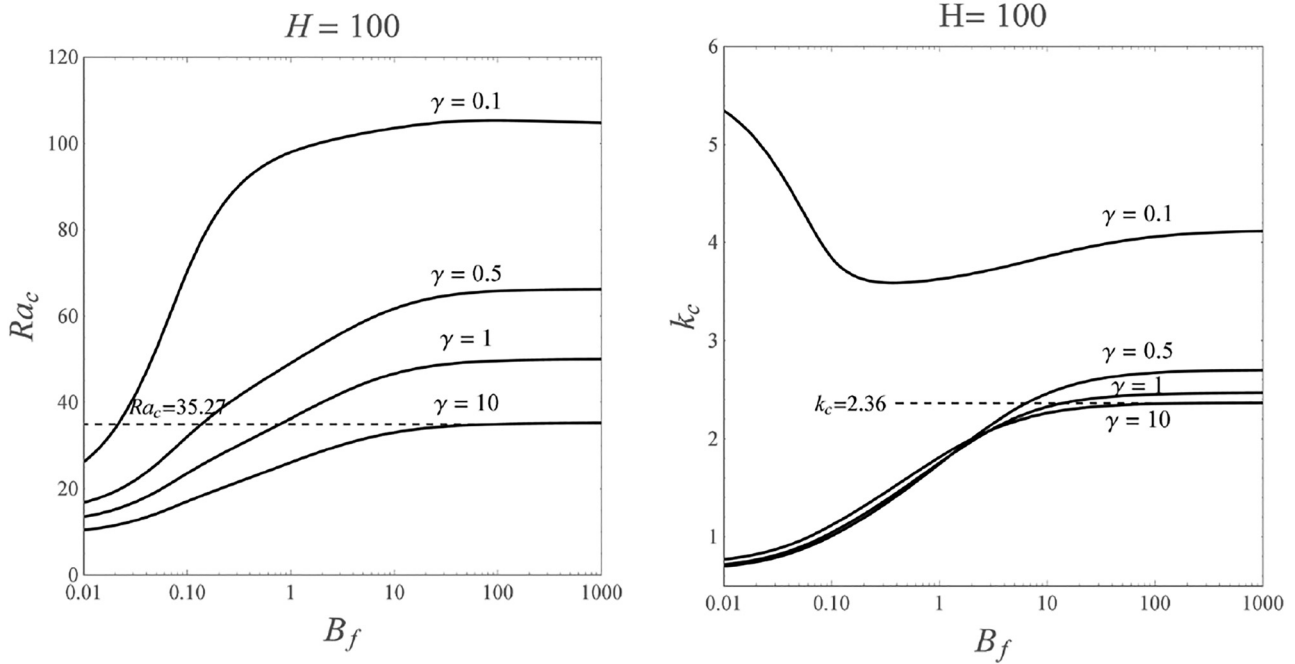 H = 100
120
100
80
60
40
20
0
Ra_c
γ = 0.1
γ = 0.5
γ = 1
γ = 10
Ra_c=35.27
0.01 0.10 1 10 100 1000
B_f
H= 100
6
5
4
3
2
1
k_c
γ = 0.1
γ = 0.5
γ = 1
k_c=2.36
γ = 10
0.01 0.10 1 10 100 1000
B_f